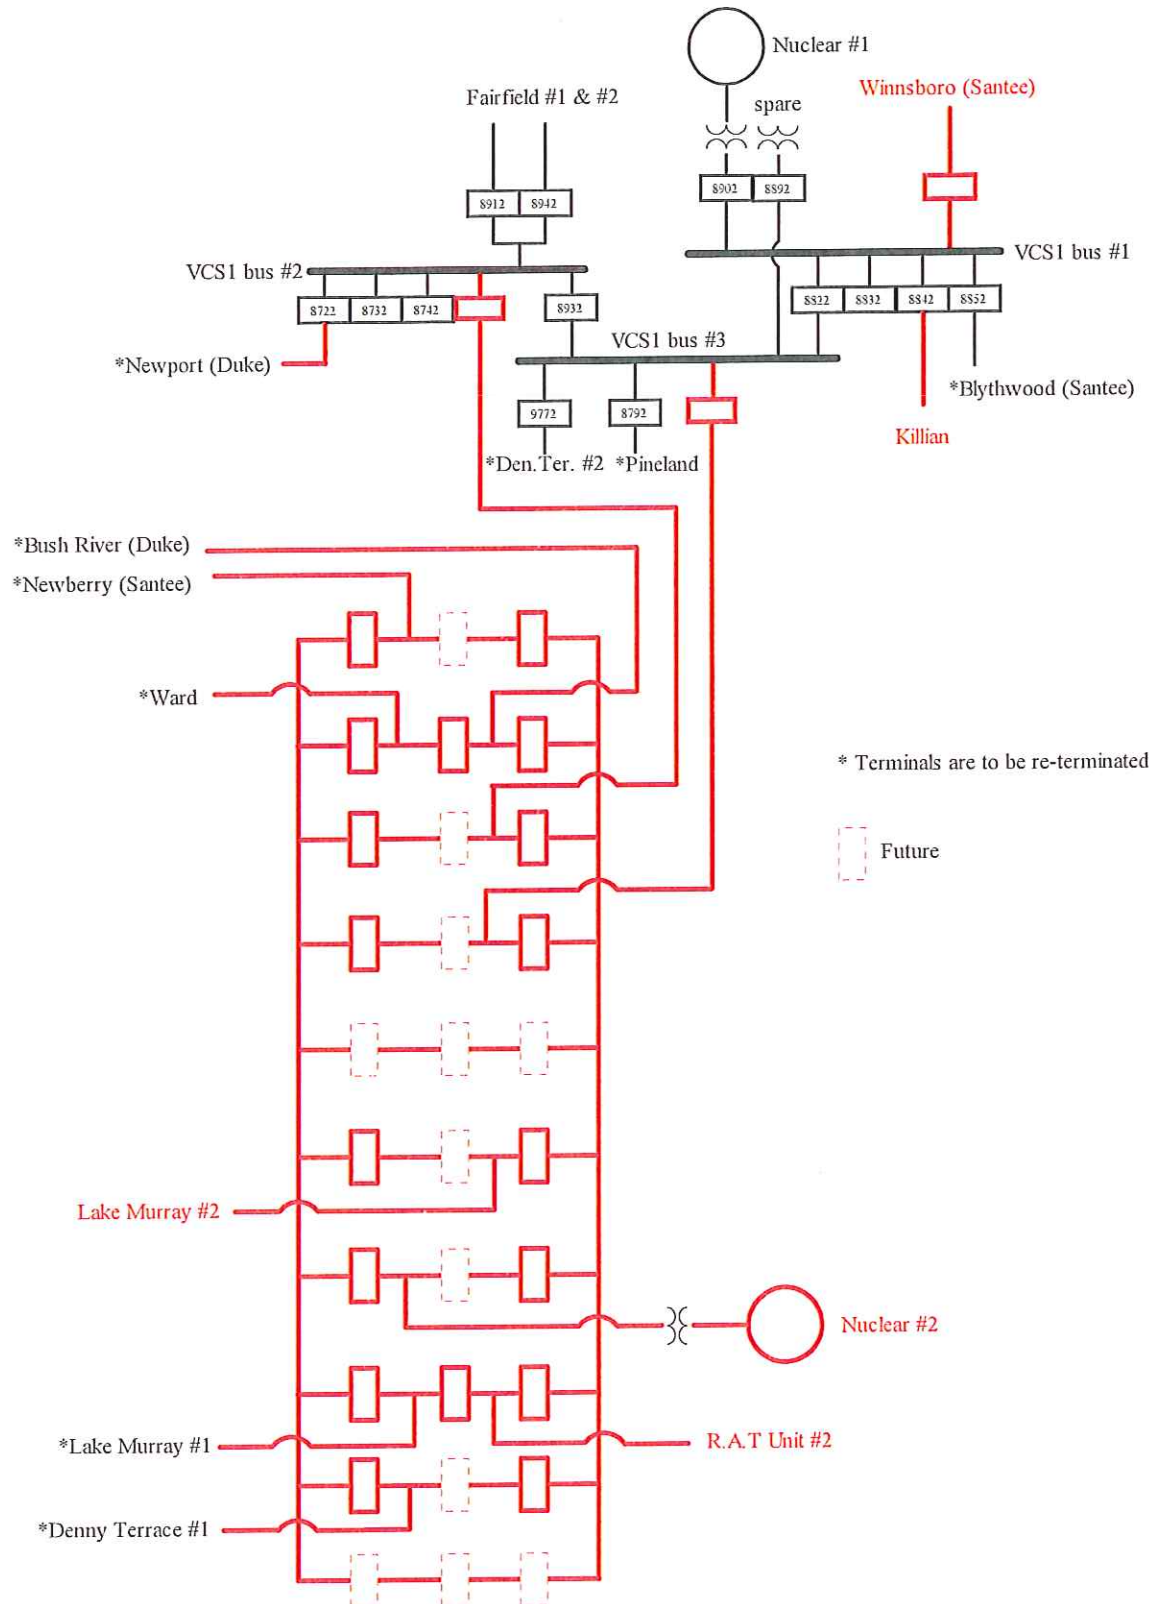 Nuclear #1
Fairfield #1 & #2
spare
Winnsboro (Santee)
8902
8892
8912
8942
VCS1 bus #1
VCS1 bus #2
8722
8732
8742
8932
8822
8832
8842
8852
VCS1 bus #3
*Newport (Duke)
*Blythwood (Santee)
9772
8792
Killian
*Den.Ter. #2
*Pineland
*Bush River (Duke)
*Newberry (Santee)
*Ward
* Terminals are to be re-terminated
Future
Lake Murray #2
Nuclear #2
*Lake Murray #1
R.A.T Unit #2
*Denny Terrace #1